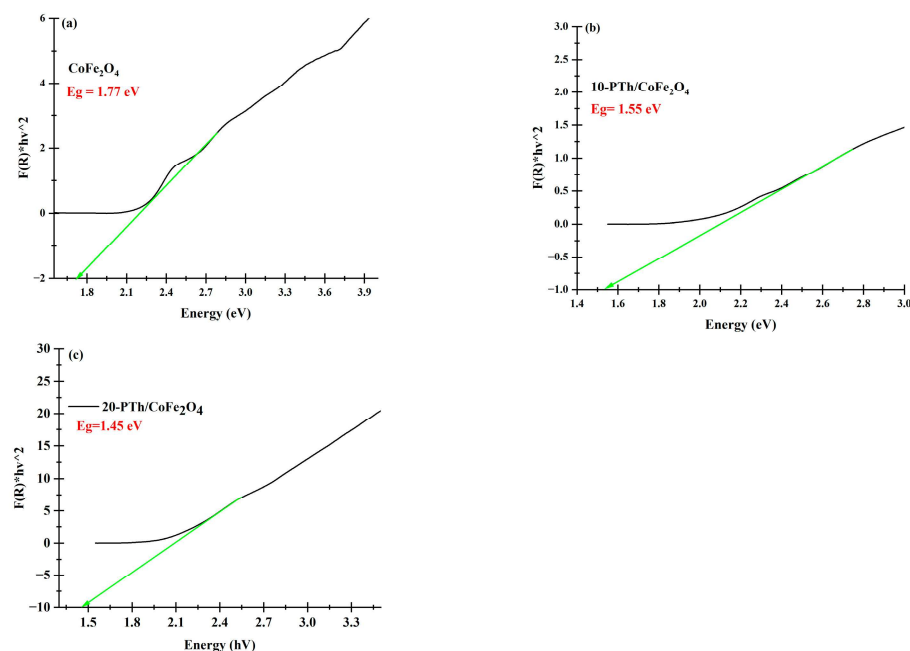 (a)
CoFe2O4
Eg = 1.77 eV
F(R)*hv^2
6
4
2
0
−2
1.8 2.1 2.4 2.7 3.0 3.3 3.6 3.9
Energy (eV)
(b)
10-PTh/CoFe2O4
Eg= 1.55 eV
F(R)*hv^2
3.0
2.5
2.0
1.5
1.0
0.5
0.0
−0.5
−1.0
1.4 1.6 1.8 2.0 2.2 2.4 2.6 2.8 3.0
Energy (eV)
(c)
20-PTh/CoFe2O4
Eg=1.45 eV
F(R)*hv^2
30
25
20
15
10
5
0
−5
−10
1.5 1.8 2.1 2.4 2.7 3.0 3.3
Energy (hV)